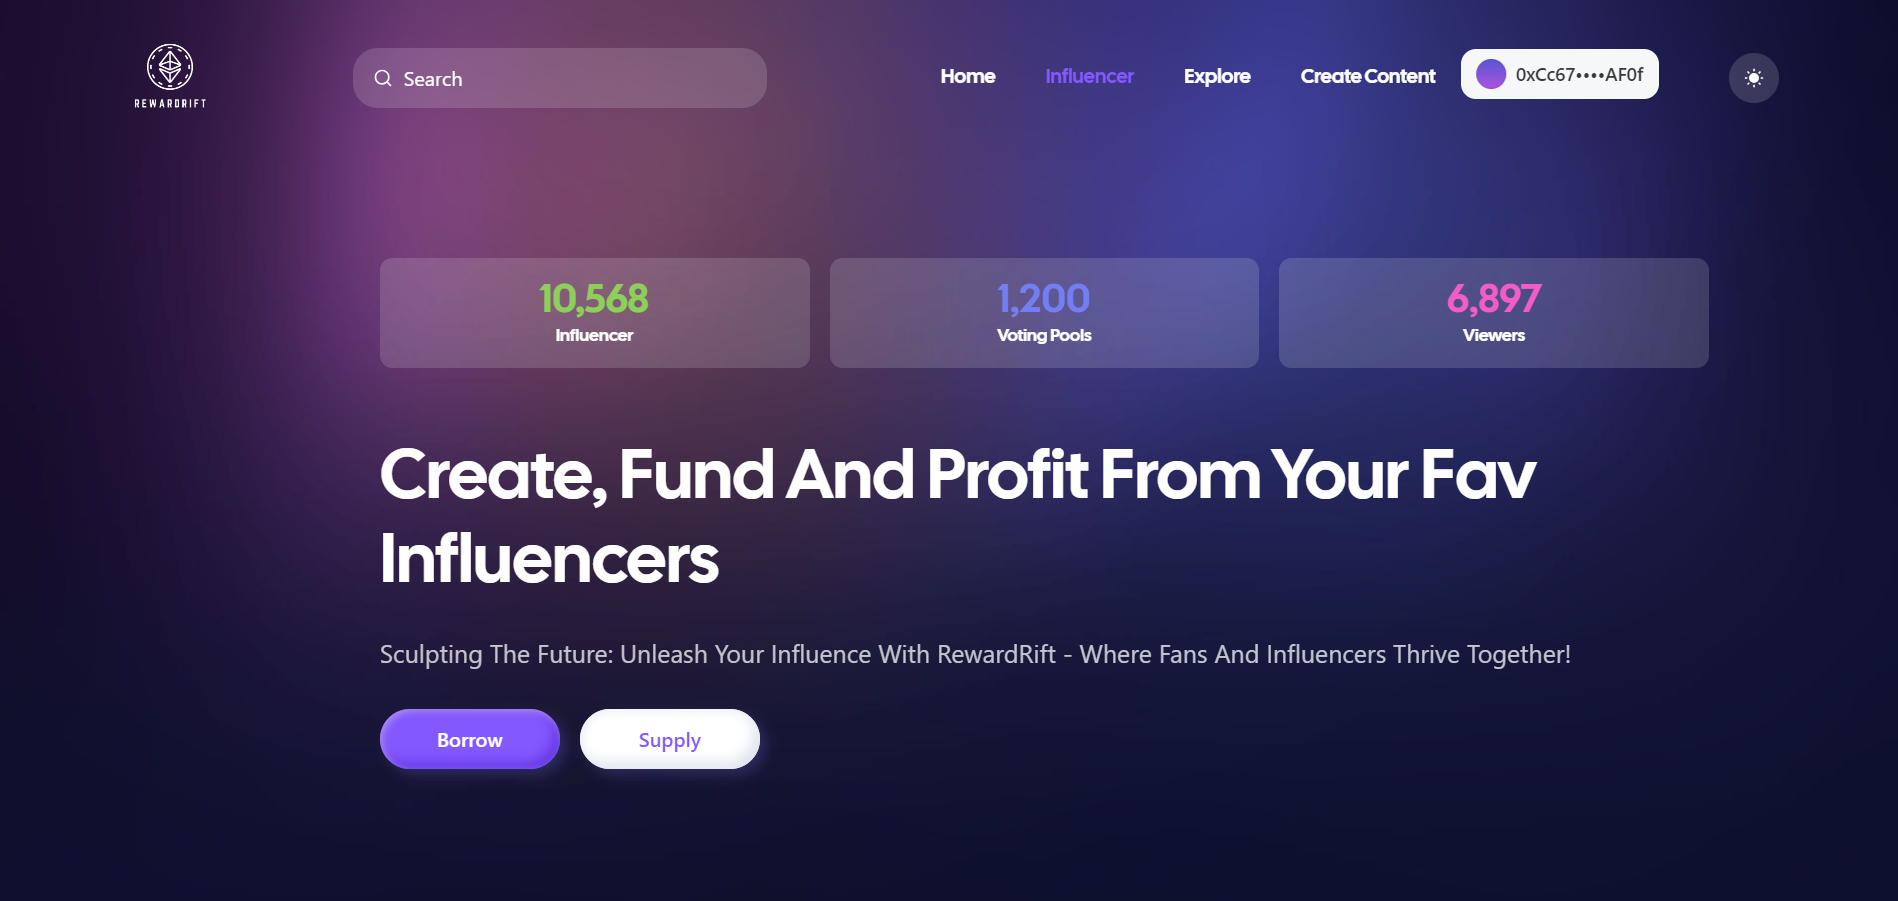 REWARDRIFT
Search
Home
Influencer
Explore
Create Content
0xCc67••••AF0f
10,568
Influencer
1,200
Voting Pools
6,897
Viewers
Create, Fund And Profit From Your Fav
Influencers
Sculpting The Future: Unleash Your Influence With RewardRift - Where Fans And Influencers Thrive Together!
Borrow
Supply